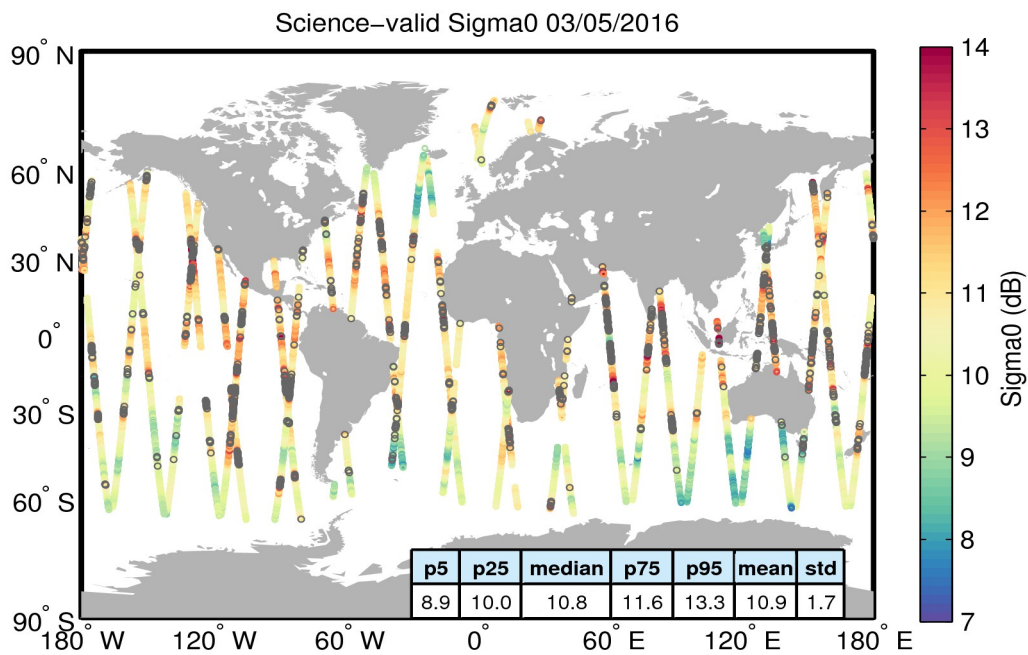 Science−valid Sigma0 03/05/2016
90° N
60° N
30° N
0°
30° S
60° S
90° S
180° W
120° W
60° W
0°
60° E
120° E
180° E
p5 p25 median p75 p95 mean std
8.9 10.0 10.8 11.6 13.3 10.9 1.7
14
13
12
11
10
9
8
7
Sigma0 (dB)